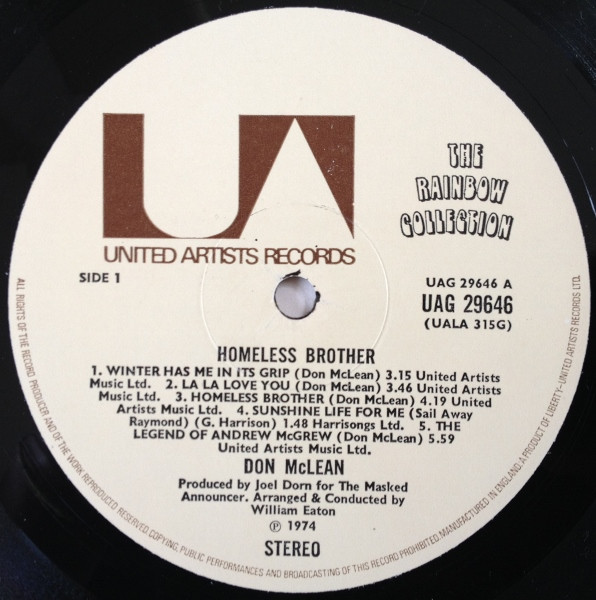 UA
UNITED ARTISTS RECORDS
THE
RAINBOW
COLLECTION
SIDE 1
UAG 29646 A
UAG 29646
(UALA 315G)
HOMELESS BROTHER
1. WINTER HAS ME IN ITS GRIP (Don McLean) 3.15 United Artists
Music Ltd. 2. LA LA LOVE YOU (Don McLean) 3.46 United Artists
Music Ltd. 3. HOMELESS BROTHER (Don McLean) 4.19 United
Artists Music Ltd. 4. SUNSHINE LIFE FOR ME (Sail Away
Raymond) (G. Harrison) 1.48 Harrisongs Ltd. 5. THE
LEGEND OF ANDREW McGREW (Don McLean) 5.59
United Artists Music Ltd.
DON McLEAN
Produced by Joel Dorn for The Masked
Announcer. Arranged & Conducted by
William Eaton
℗ 1974
STEREO
ALL RIGHTS OF THE RECORD PRODUCER AND OF THE WORK REPRODUCED RESERVED COPYING, PUBLIC PERFORMANCES AND BROADCASTING OF THIS RECORD PROHIBITED. MANUFACTURED IN ENGLAND. A PRODUCT OF LIBERTY-UNITED ARTISTS RECORDS LTD.